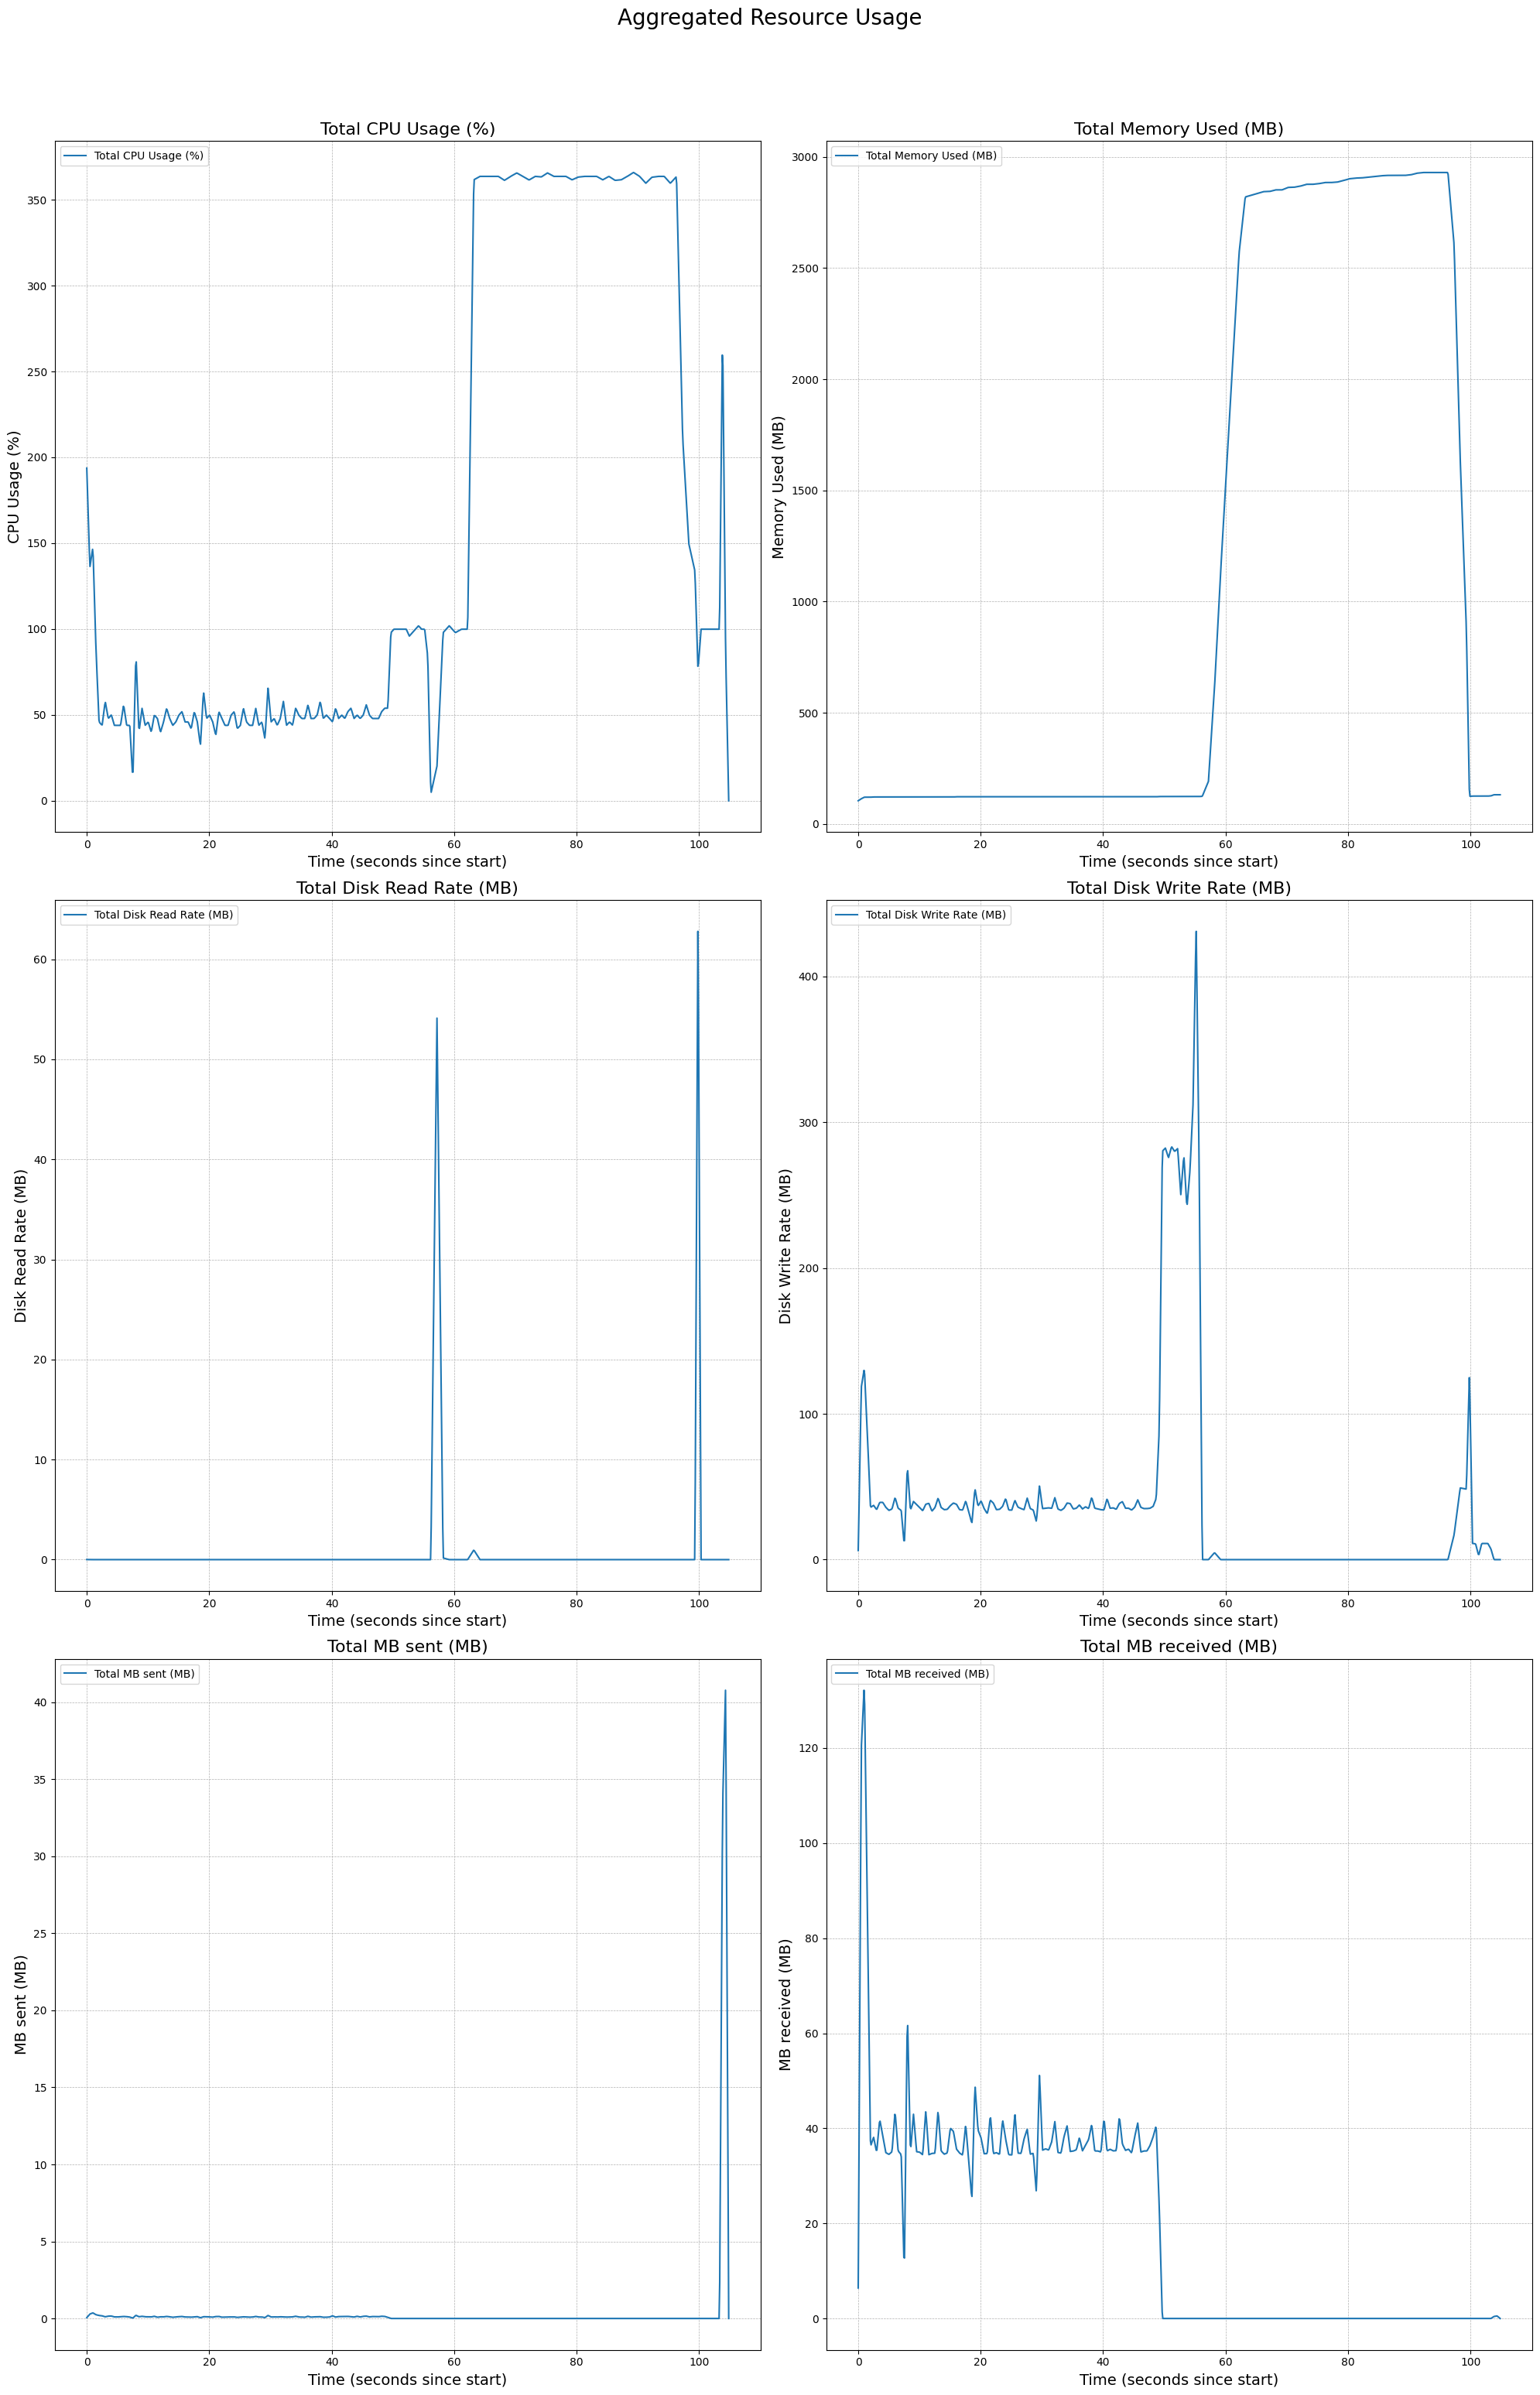 Aggregated Resource Usage
Total CPU Usage (%)
Total CPU Usage (%)
CPU Usage (%)
350
300
250
200
150
100
50
0
0 20 40 60 80 100
Time (seconds since start)
Total Memory Used (MB)
Total Memory Used (MB)
Memory Used (MB)
3000
2500
2000
1500
1000
500
0
0 20 40 60 80 100
Time (seconds since start)
Total Disk Read Rate (MB)
Total Disk Read Rate (MB)
Disk Read Rate (MB)
60
50
40
30
20
10
0
0 20 40 60 80 100
Time (seconds since start)
Total Disk Write Rate (MB)
Total Disk Write Rate (MB)
Disk Write Rate (MB)
400
300
200
100
0
0 20 40 60 80 100
Time (seconds since start)
Total MB sent (MB)
Total MB sent (MB)
MB sent (MB)
40
35
30
25
20
15
10
5
0
0 20 40 60 80 100
Time (seconds since start)
Total MB received (MB)
Total MB received (MB)
MB received (MB)
120
100
80
60
40
20
0
0 20 40 60 80 100
Time (seconds since start)